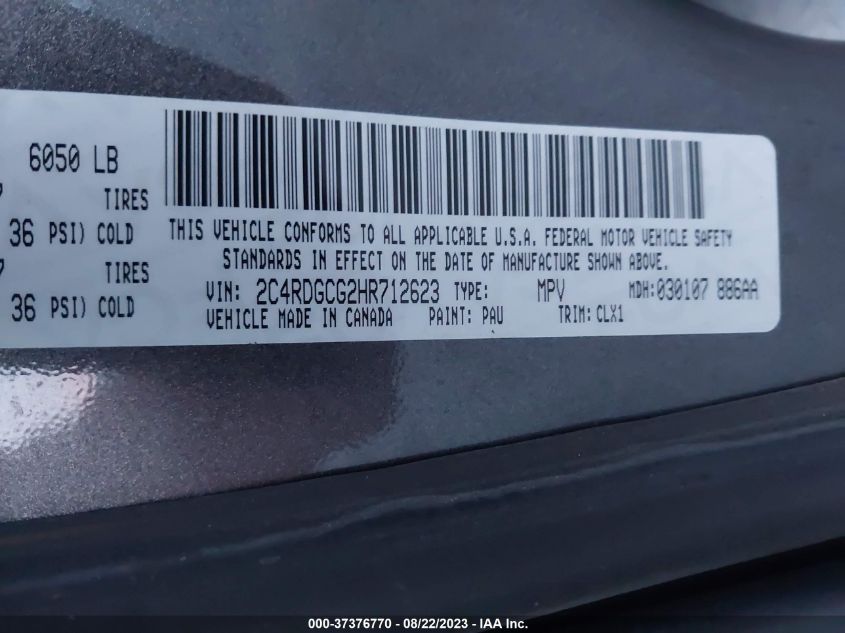 6050 LB
7 TIRES
36 PSI) COLD
7 TIRES
36 PSI) COLD
THIS VEHICLE CONFORMS TO ALL APPLICABLE U.S.A. FEDERAL MOTOR VEHICLE SAFETY
STANDARDS IN EFFECT ON THE DATE OF MANUFACTURE SHOWN ABOVE.
VIN: 2C4RDGCG2HR712623 TYPE: MPV MDH:030107 886AA
VEHICLE MADE IN CANADA PAINT: PAU TRIM: CLX1
000-37376770 - 08/22/2023 - IAA Inc.